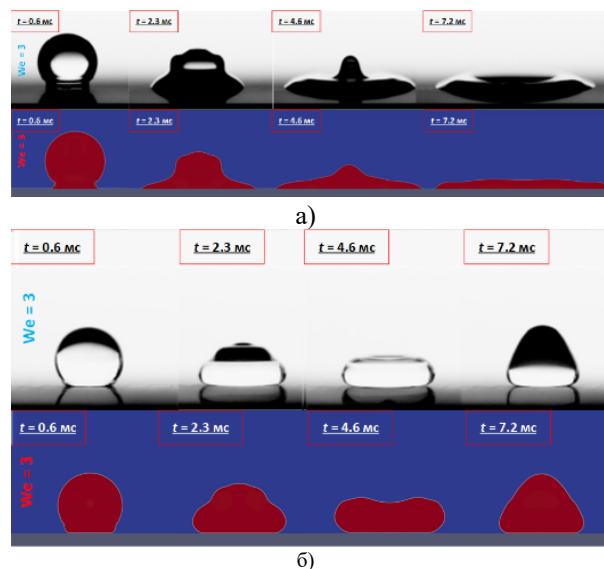 t = 0.6 мс t = 2.3 мс t = 4.6 мс t = 7.2 мс
We = 3
t = 0.6 мс t = 2.3 мс t = 4.6 мс t = 7.2 мс
We = 3
а)
t = 0.6 мс t = 2.3 мс t = 4.6 мс t = 7.2 мс
We = 3
t = 0.6 мс t = 2.3 мс t = 4.6 мс t = 7.2 мс
We = 3
б)